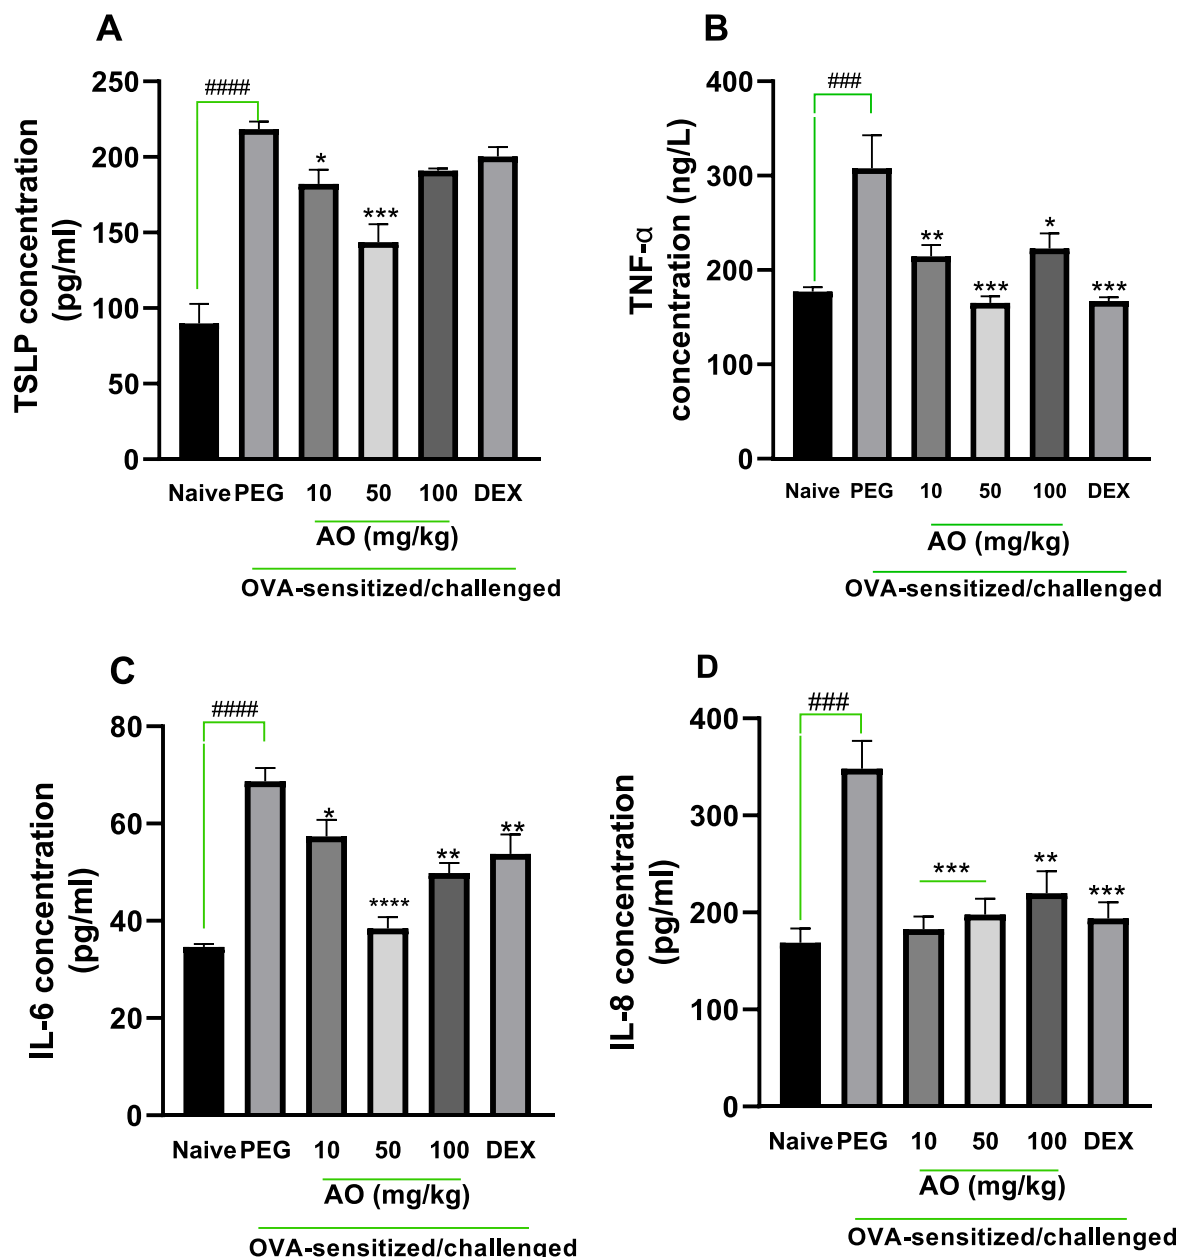 A
TSLP concentration
(pg/ml)
250
200
150
100
50
0
####
*
***
Naive PEG 10 50 100 DEX
AO (mg/kg)
OVA-sensitized/challenged
B
TNF-α
concentration (ng/L)
400
300
200
100
0
###
**
***
*
***
Naive PEG 10 50 100 DEX
AO (mg/kg)
OVA-sensitized/challenged
C
IL-6 concentration
(pg/ml)
80
60
40
20
0
####
*
****
**
**
Naive PEG 10 50 100 DEX
AO (mg/kg)
OVA-sensitized/challenged
D
IL-8 concentration
(pg/ml)
400
300
200
100
0
###
***
**
***
Naive PEG 10 50 100 DEX
AO (mg/kg)
OVA-sensitized/challenged